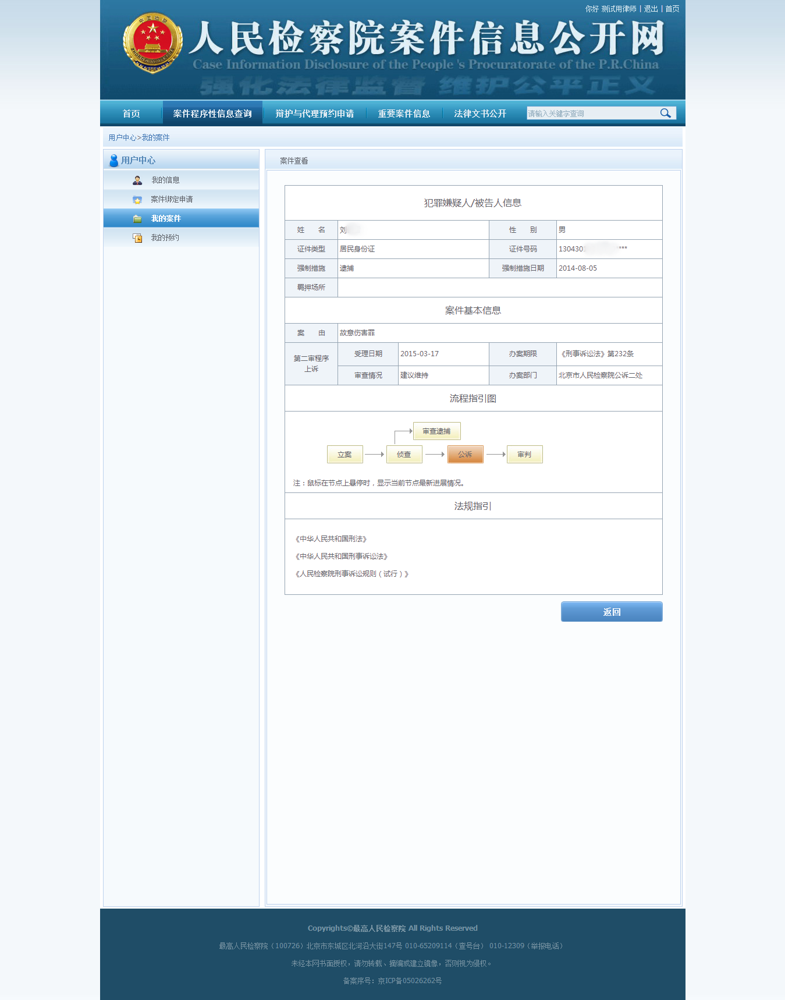 你好 测试用律师 | 退出 | 首页
人民检察院案件信息公开网
Case Information Disclosure of the People 's Procuratorate of the P.R.China
强化法律监督 维护公平正义
首页 案件程序性信息查询 辩护与代理预约申请 重要案件信息 法律文书公开 请输入关键字查询
用户中心>我的案件
用户中心
我的信息
案件绑定申请
我的案件
我的预约
案件查看
犯罪嫌疑人/被告人信息
姓 名 刘 性 别 男
证件类型 居民身份证 证件号码 130430 ****
强制措施 逮捕 强制措施日期 2014-08-05
羁押场所
案件基本信息
案 由 故意伤害罪
第二审程序上诉 受理日期 2015-03-17 办案期限 《刑事诉讼法》第232条
审查情况 建议维持 办案部门 北京市人民检察院公诉二处
流程指引图
审查逮捕
立案 侦查 公诉 审判
注：鼠标在节点上悬停时，显示当前节点最新进展情况。
法规指引
《中华人民共和国刑法》
《中华人民共和国刑事诉讼法》
《人民检察院刑事诉讼规则（试行）》
返回
Copyrights©最高人民检察院 All Rights Reserved
最高人民检察院（100726）北京市东城区北河沿大街147号 010-65209114（查号台） 010-12309（举报电话）
未经本网书面授权，请勿转载、摘编或建立镜像，否则视为侵权。
备案序号：京ICP备05026262号